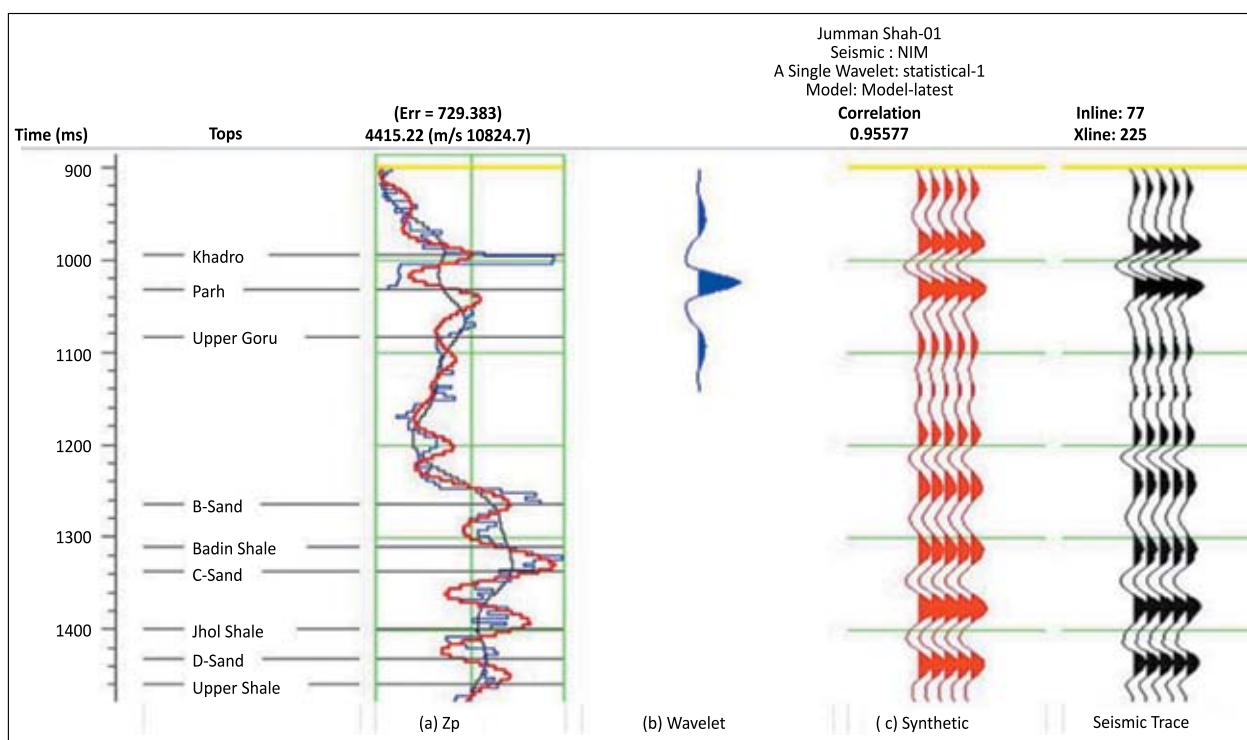 Jumman Shah-01
Seismic : NIM
A Single Wavelet: statistical-1
Model: Model-latest
(Err = 729.383)
Correlation
Inline: 77
Time (ms)
Tops
4415.22 (m/s 10824.7)
0.95577
Xline: 225
900
Khadro
1000
Parh
Upper Goru
1100
1200
B-Sand
1300
Badin Shale
C-Sand
1400
Jhol Shale
D-Sand
Upper Shale
(a) Zp
(b) Wavelet
( c) Synthetic
Seismic Trace